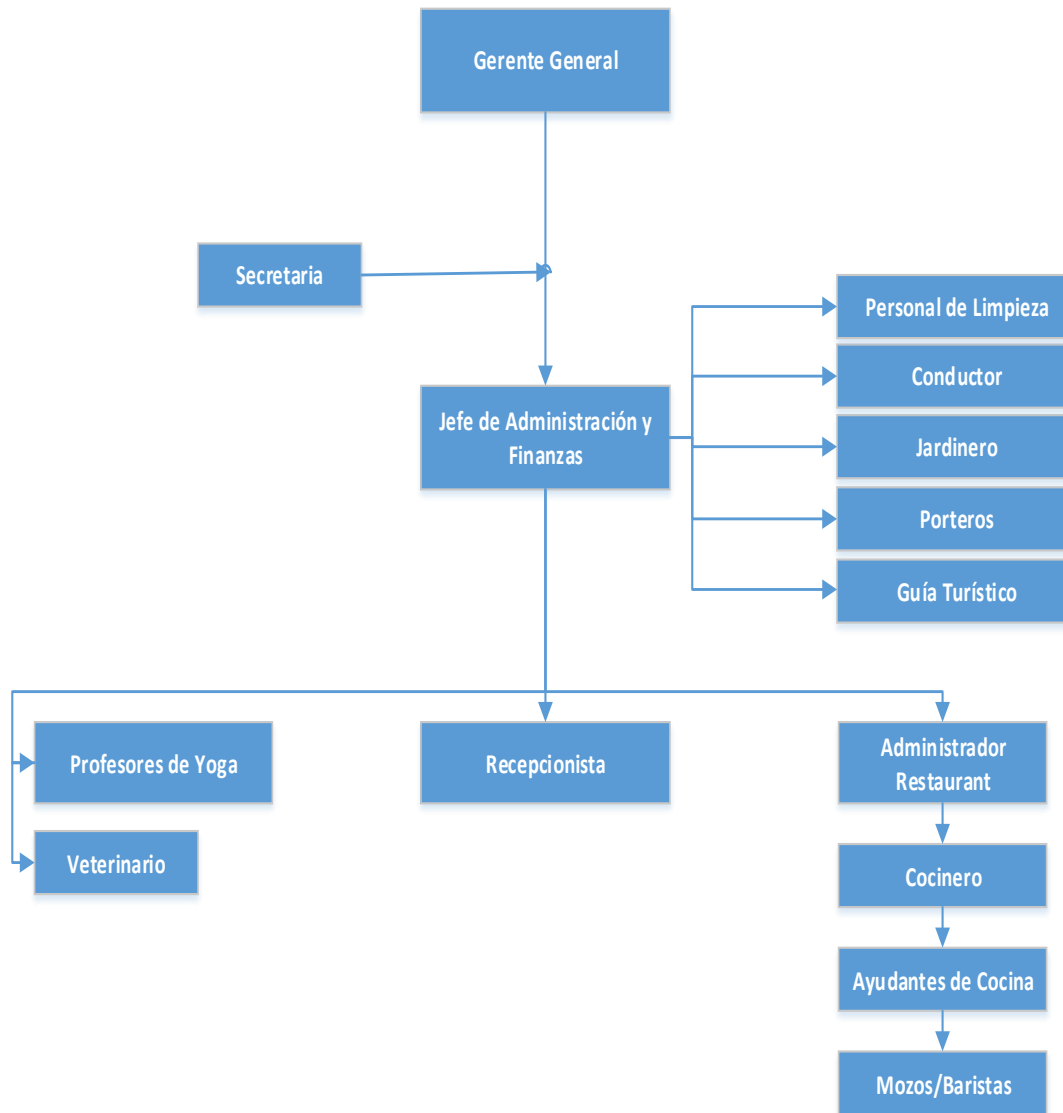 Gerente General
Secretaria
Personal de Limpieza
Conductor
Jefe de Administración y
Finanzas
Jardinero
Porteros
Guía Turístico
Profesores de Yoga
Recepcionista
Administrador
Restaurant
Veterinario
Cocinero
Ayudantes de Cocina
Mozos/Baristas